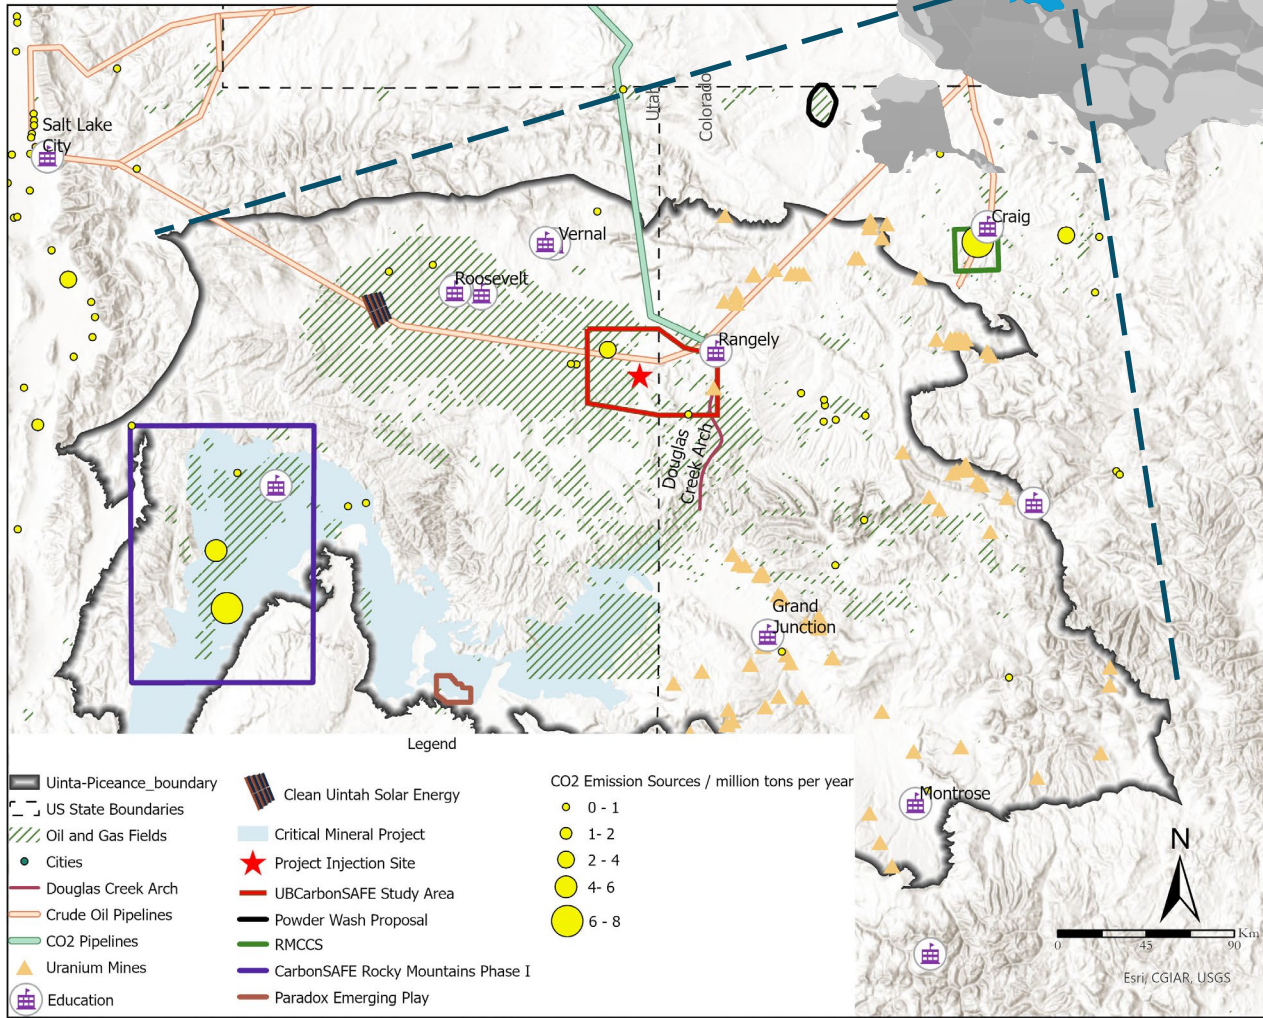 Utah
Colorado
Salt Lake
City
Craig
Vernal
Roosevelt
Rangely
Douglas
Creek Arch
Grand
Junction
Montrose
Legend
Uinta-Piceance_boundary
US State Boundaries
Oil and Gas Fields
Cities
Douglas Creek Arch
Crude Oil Pipelines
CO2 Pipelines
Uranium Mines
Education
Clean Uintah Solar Energy
Critical Mineral Project
Project Injection Site
UBCarbonSAFE Study Area
Powder Wash Proposal
RMCCS
CarbonSAFE Rocky Mountains Phase I
Paradox Emerging Play
CO2 Emission Sources / million tons per year
0 - 1
1- 2
2 - 4
4- 6
6 - 8
N
Km
0 45 90
Esri, CGIAR, USGS